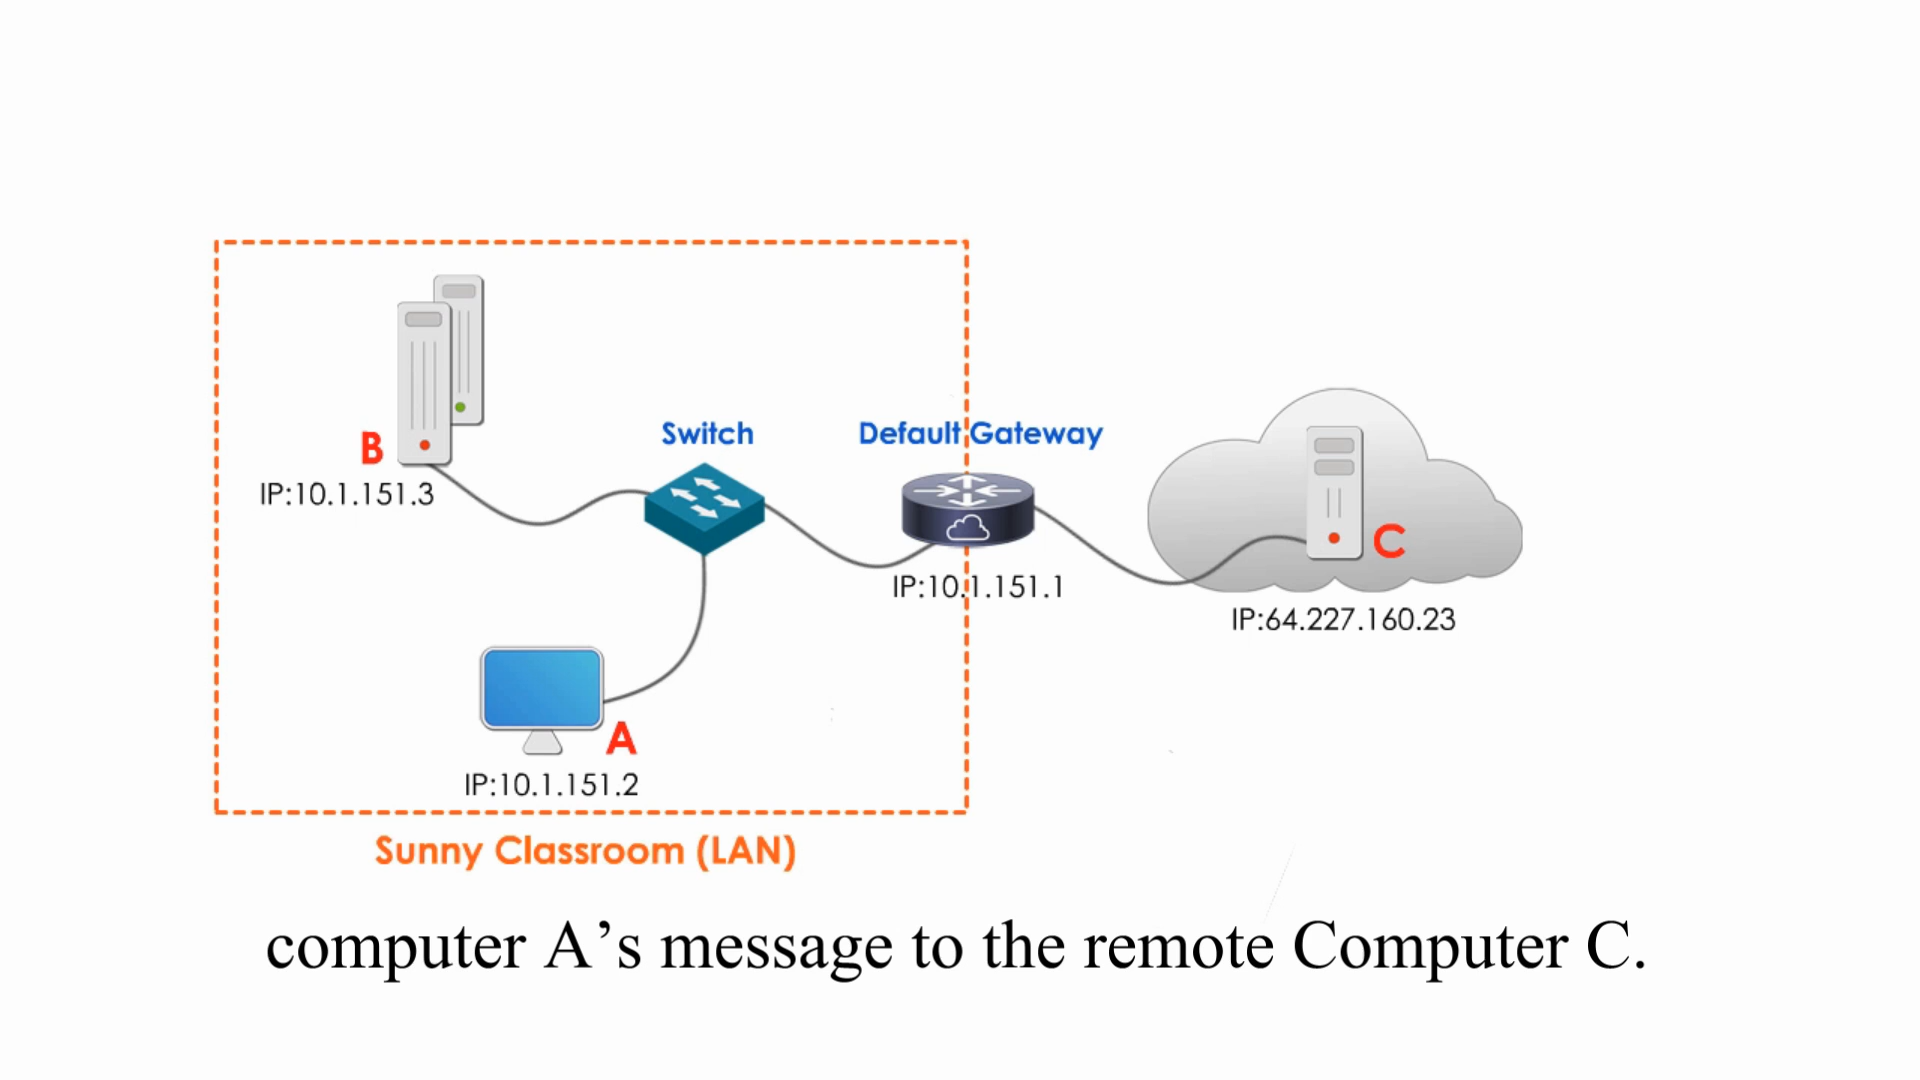 Switch
Default Gateway
B
IP:10.1.151.3
C
IP:10.1.151.1
IP:64.227.160.23
A
IP:10.1.151.2
Sunny Classroom (LAN)
computer A’s message to the remote Computer C.